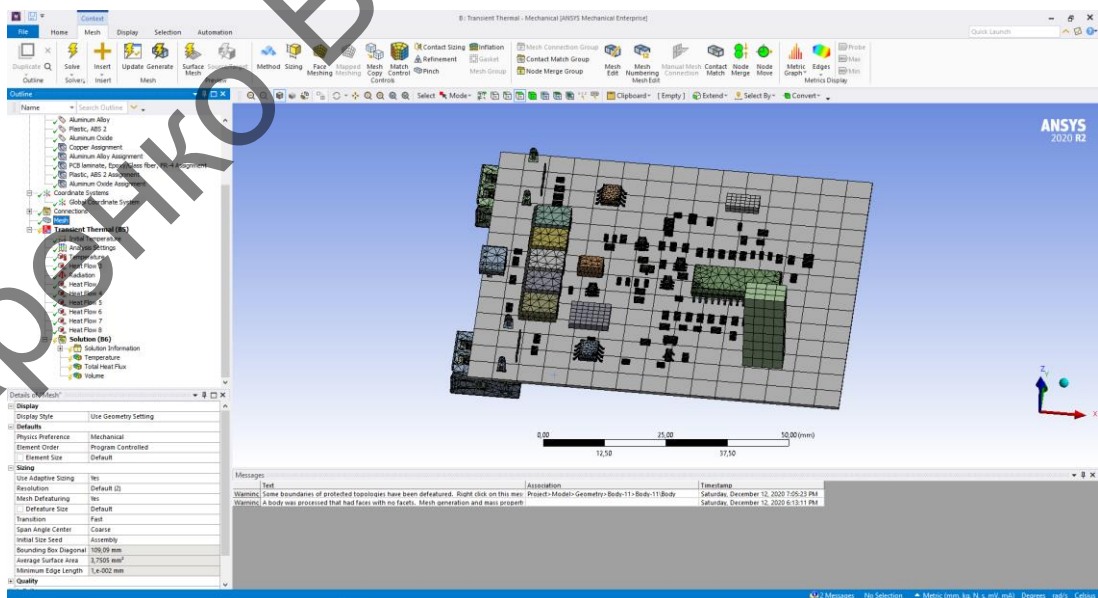 Context
B : Transient Thermal - Mechanical [ANSYS Mechanical Enterprise]
File Home Mesh Display Selection Automation
Quick Launch
Duplicate Q
Outline
Solve
Solve
Insert
Insert
Update Generate
Mesh
Surface Mesh
Preview
Method Sizing Face Meshing Mapped Meshing Mesh Copy Match Control
Contact Sizing Inflation
Refinement Gasket
Pinch
Controls
Mesh Connection Group
Contact Match Group
Mesh Group Node Merge Group
Mesh Edit Mesh Numbering Manual Mesh Connection Contact Match Node Merge Node Move
Mesh Edit
Metric Graph Edges
Probe
Max
Min
Metrics Display
Outline
Name Search Outline
Select Mode Clipboard [ Empty ] Extend Select By Convert
Aluminum Alloy
Plastic, ABS 2
Aluminum Oxide
Copper Assignment
Aluminum Alloy Assignment
PCB laminate, Epoxy/Glass fiber, FR-4 Assignment
Plastic, ABS 2 Assignment
Aluminum Oxide Assignment
Coordinate Systems
Global Coordinate System
Connections
Mesh
Transient Thermal (B5)
Initial Temperature
Analysis Settings
Temperature
Heat Flow
Radiation
Heat Flow
Heat Flow 5
Heat Flow 6
Heat Flow 7
Heat Flow 8
Solution (B6)
Solution Information
Temperature
Total Heat Flux
Volume
ANSYS
2020 R2
0,00 25,00 50,00 (mm)
12,50 37,50
Z
Y
X
Details of "Mesh"
Display
Display Style Use Geometry Setting
Defaults
Physics Preference Mechanical
Element Order Program Controlled
Element Size Default
Sizing
Use Adaptive Sizing Yes
Resolution Default (2)
Mesh Defeaturing Yes
Defeature Size Default
Transition Fast
Span Angle Center Coarse
Initial Size Seed Assembly
Bounding Box Diagonal 109,09 mm
Average Surface Area 3,7505 mm²
Minimum Edge Length 1,e-002 mm
Quality
Messages
Text Association Timestamp
Warning Some boundaries of protected topologies have been defeatured. Right click on this mes Project>Model>Geometry>Body-11>Body-11\Body Saturday, December 12, 2020 7:05:23 PM
Warning A body was processed that had faces with no facets. Mesh generation and mass properti Saturday, December 12, 2020 6:13:11 PM
2 Messages No Selection Metric (mm, kg, N, s, mV, mA) Degrees rad/s Celsius